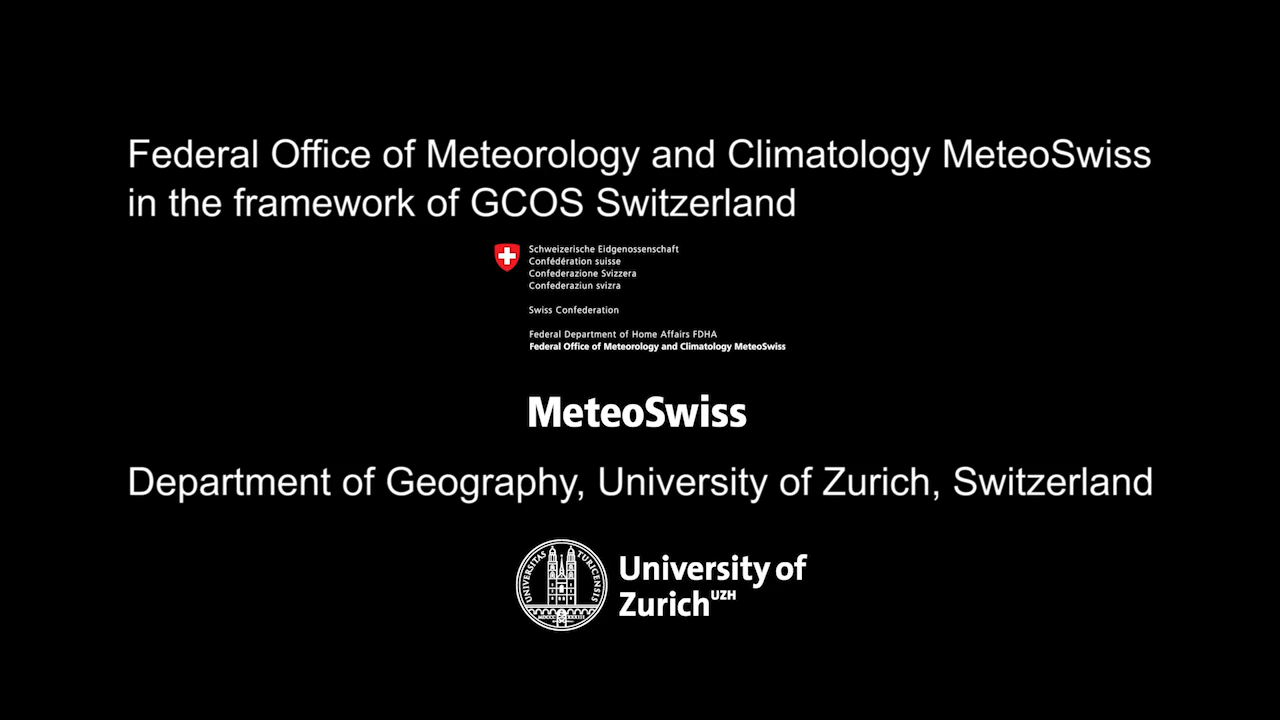 Federal Office of Meteorology and Climatology MeteoSwiss
in the framework of GCOS Switzerland
Schweizerische Eidgenossenschaft
Confédération suisse
Confederazione Svizzera
Confederaziun svizra
Swiss Confederation
Federal Department of Home Affairs FDHA
Federal Office of Meteorology and Climatology MeteoSwiss
MeteoSwiss
Department of Geography, University of Zurich, Switzerland
UNIVERSITAS TURICENSIS
University of
Zurich UZH